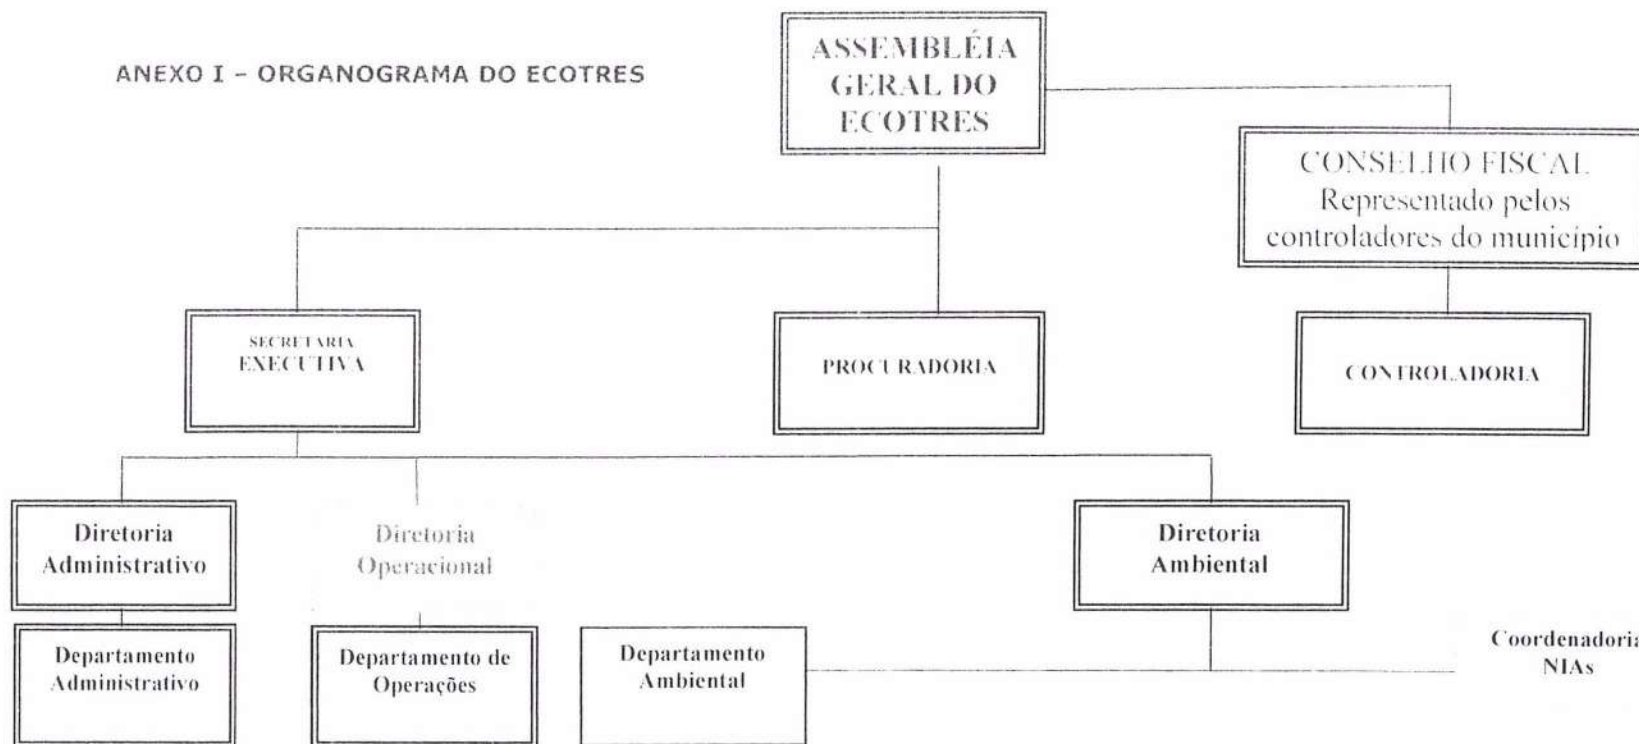 ANEXO I – ORGANOGRAMA DO ECOTRES
ASSEMBLÉIA
GERAL DO
ECOTRES
CONSELHO FISCAL
Representado pelos
controladores do município
SECRETARIA
EXECUTIVA
PROCURADORIA
CONTROLADORIA
Diretoria
Administrativo
Diretoria
Operacional
Diretoria
Ambiental
Departamento
Administrativo
Departamento de
Operações
Departamento
Ambiental
Coordenadoria
NIAs